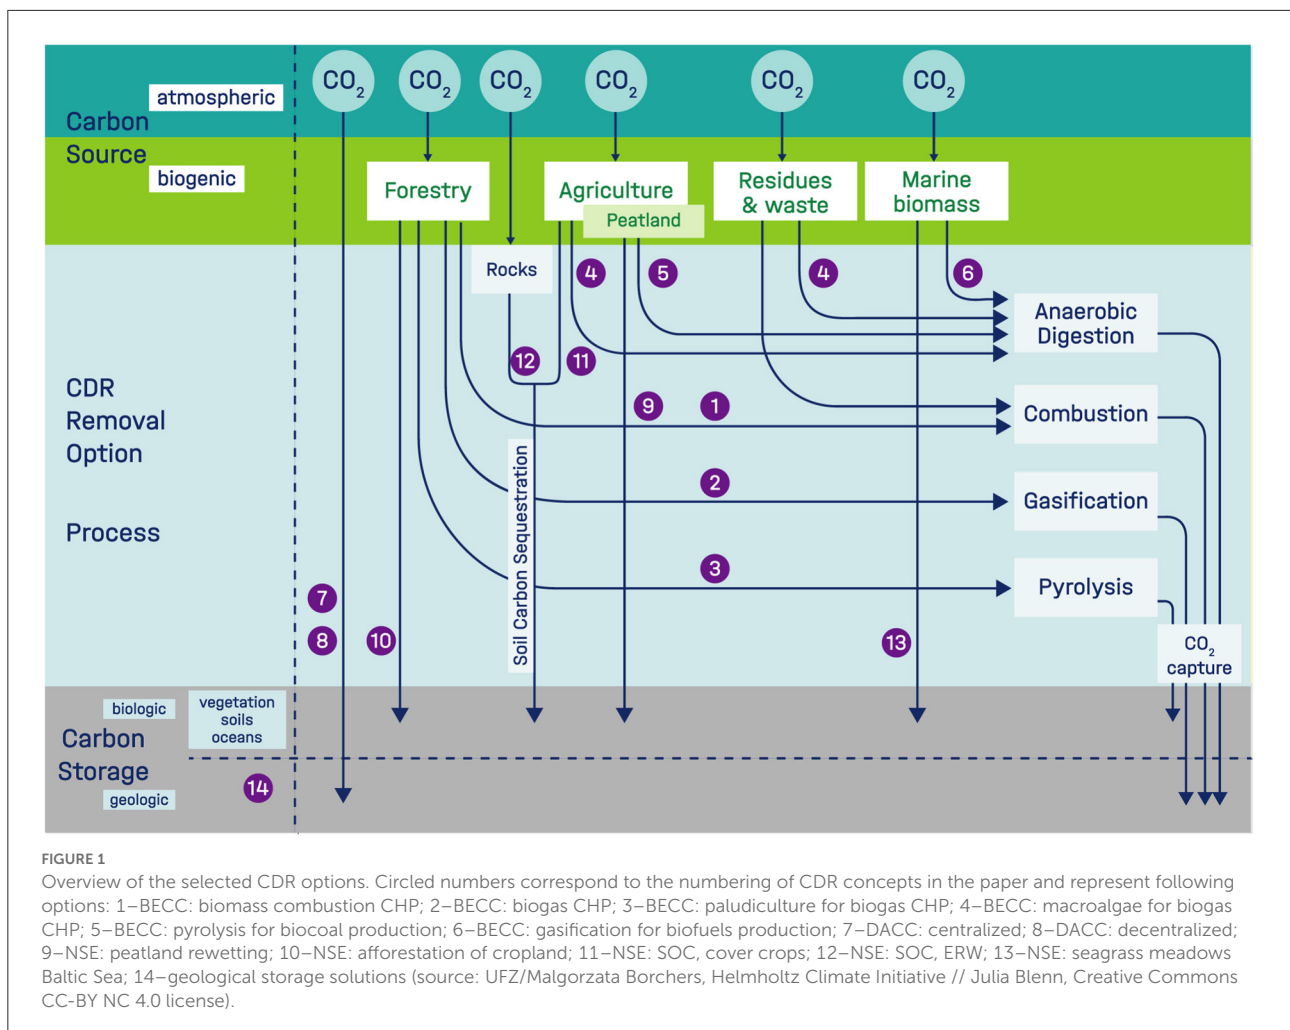 CO2 CO2 CO2 CO2 CO2 CO2
atmospheric
Carbon
Source
biogenic
Forestry
Agriculture
Peatland
Residues
& waste
Marine
biomass
Rocks
4 5 4 6
Anaerobic
Digestion
12 11
CDR
Removal
Option
9 1
Combustion
Soil Carbon Sequestration
2
Gasification
Process
3
Pyrolysis
7
8
10
13
CO2
capture
biologic
vegetation
soils
oceans
Carbon
Storage
geologic
14
FIGURE 1
Overview of the selected CDR options. Circled numbers correspond to the numbering of CDR concepts in the paper and represent following
options: 1–BECC: biomass combustion CHP; 2–BECC: biogas CHP; 3–BECC: paludiculture for biogas CHP; 4–BECC: macroalgae for biogas
CHP; 5–BECC: pyrolysis for biocoal production; 6–BECC: gasification for biofuels production; 7–DACC: centralized; 8–DACC: decentralized;
9–NSE: peatland rewetting; 10–NSE: afforestation of cropland; 11–NSE: SOC, cover crops; 12–NSE: SOC, ERW; 13–NSE: seagrass meadows
Baltic Sea; 14–geological storage solutions (source: UFZ/Malgorzata Borchers, Helmholtz Climate Initiative // Julia Blenn, Creative Commons
CC-BY NC 4.0 license).